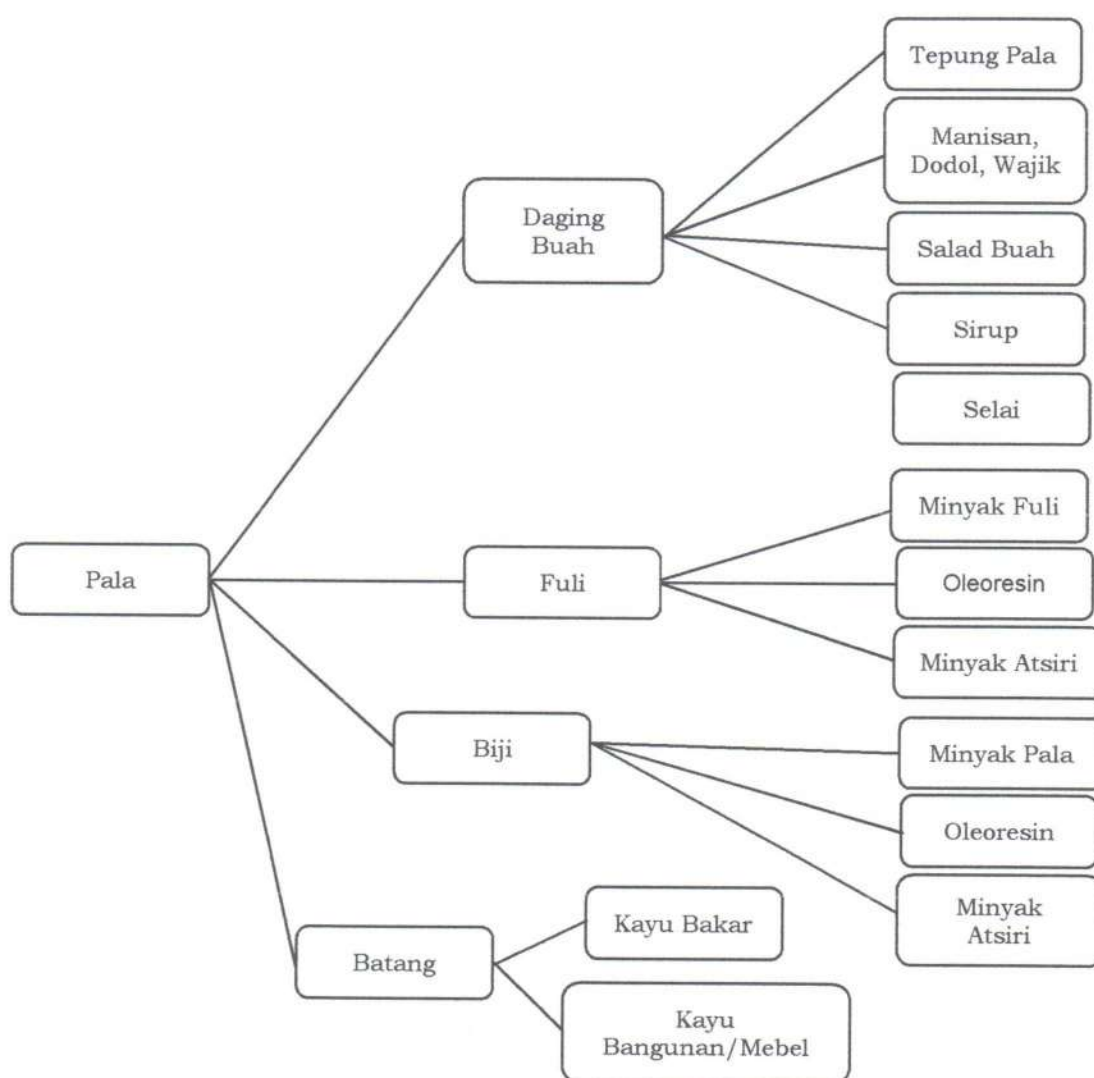 Tepung Pala
Manisan,
Dodol, Wajik
Daging
Buah
Salad Buah
Sirup
Selai
Minyak Fuli
Pala
Fuli
Oleoresin
Minyak Atsiri
Biji
Minyak Pala
Oleoresin
Minyak
Atsiri
Kayu Bakar
Batang
Kayu
Bangunan/Mebel